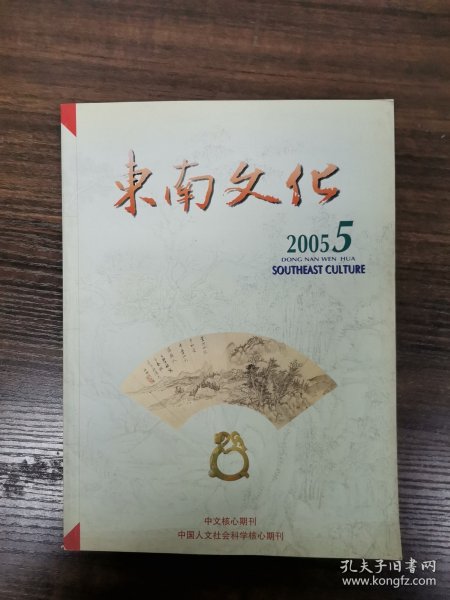 東南文化
2005 5
DONG NAN WEN HUA
SOUTHEAST CULTURE
中文核心期刊
中国人文社会科学核心期刊
孔夫子旧书网
www.kongfz.com